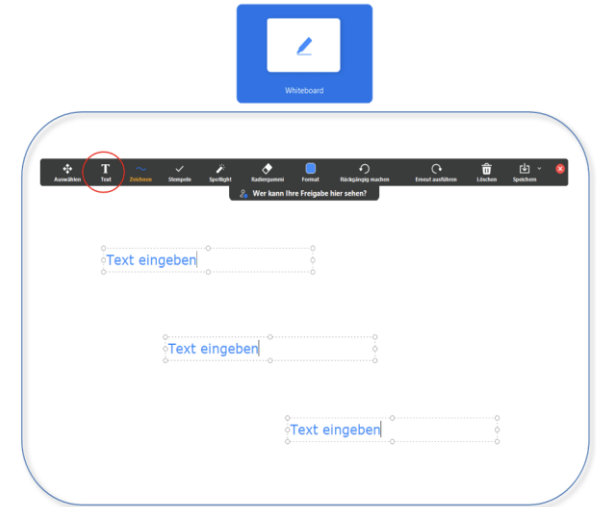 Whiteboard
Auswählen Text Zeichnen Stempeln Spotlight Radiergummi Format Rückgängig machen Erneut ausführen Löschen Speichern
Wer kann Ihre Freigabe hier sehen?
Text eingeben
Text eingeben
Text eingeben